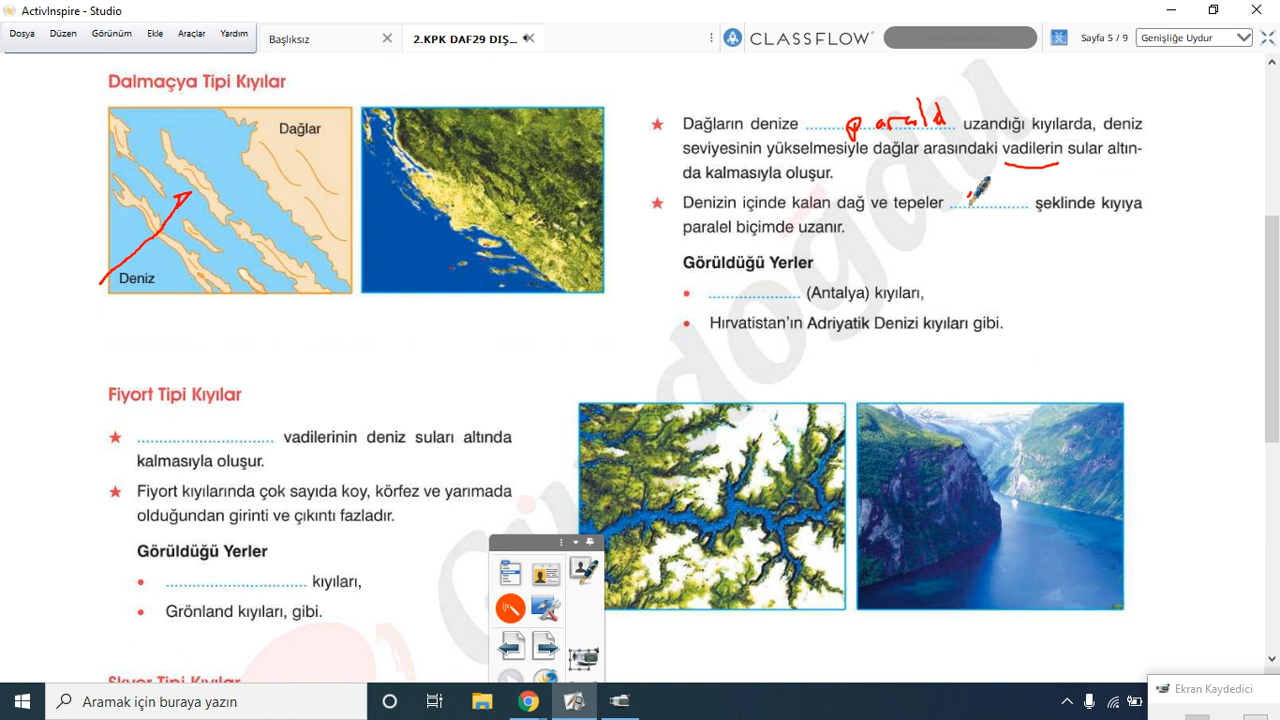 ActivInspire - Studio
Dosya Düzen Görünüm Ekle Araçlar Yardım
Başlıksız
2.KPK DAF29 DIŞ...
CLASSFLOW
Sayfa 5 / 9
Genişliğe Uydur
Dalmaçya Tipi Kıyılar
Dağlar
Deniz
Dağların denize ........ uzandığı kıyılarda, deniz
seviyesinin yükselmesiyle dağlar arasındaki vadilerin sular altın-
da kalmasıyla oluşur.
Denizin içinde kalan dağ ve tepeler ........ şeklinde kıyıya
paralel biçimde uzanır.
Görüldüğü Yerler
........ (Antalya) kıyıları,
Hırvatistan'ın Adriyatik Denizi kıyıları gibi.
Fiyort Tipi Kıyılar
........ vadilerinin deniz suları altında
kalmasıyla oluşur.
Fiyort kıyılarında çok sayıda koy, körfez ve yarımada
olduğundan girinti ve çıkıntı fazladır.
Görüldüğü Yerler
........ kıyıları,
Grönland kıyıları, gibi.
Skyer Tipi Kıyılar
Aramak için buraya yazın
Ekran Kaydedici